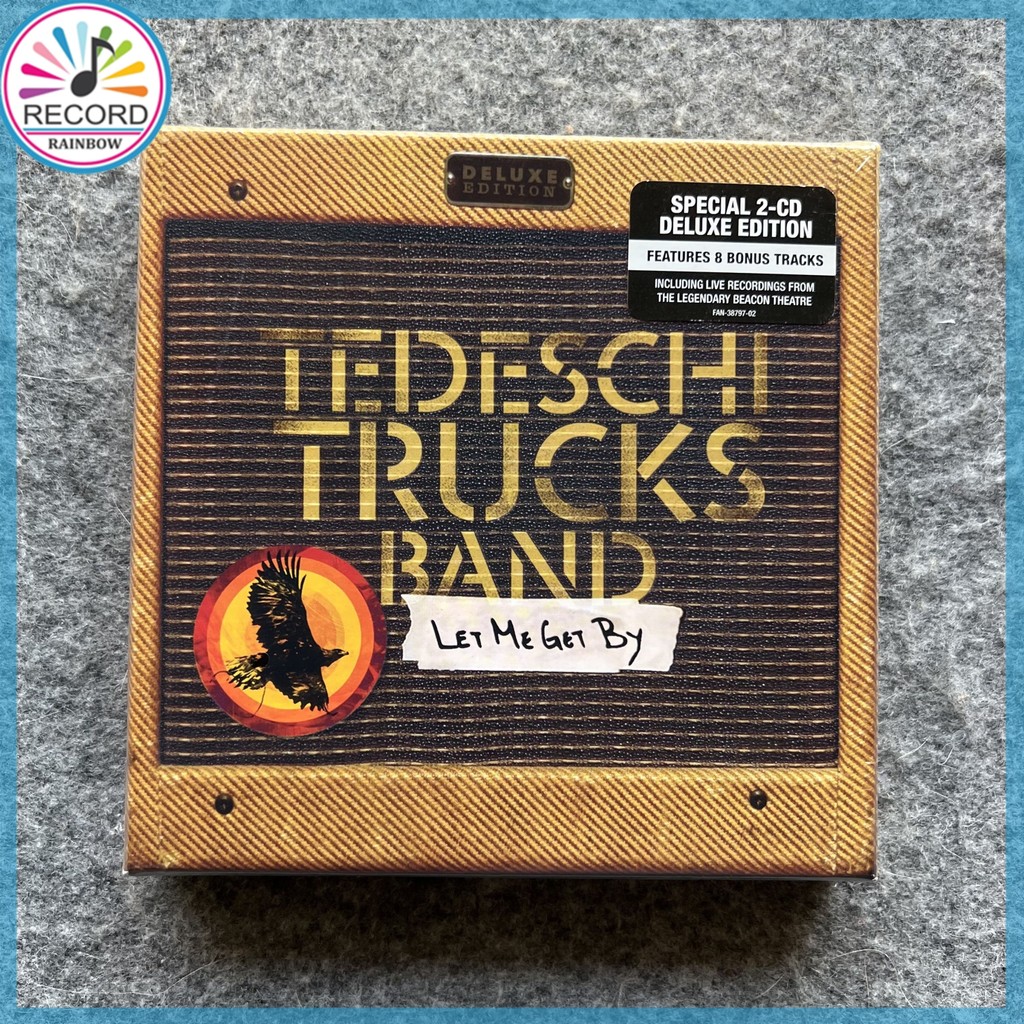 RECORD
RAINBOW
DELUXE
EDITION
SPECIAL 2-CD
DELUXE EDITION
FEATURES 8 BONUS TRACKS
INCLUDING LIVE RECORDINGS FROM
THE LEGENDARY BEACON THEATRE
FAN-38797-02
TEDESCHI
TRUCKS
BAND
LET ME GET BY